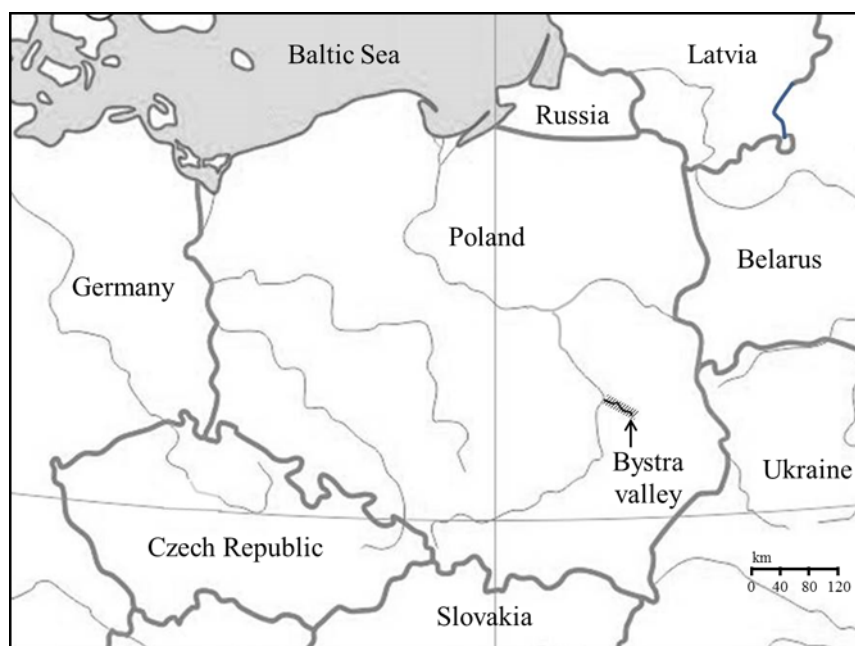 Baltic Sea
Latvia
Russia
Poland
Belarus
Germany
Bystra
valley
Ukraine
Czech Republic
km
0 40 80 120
Slovakia